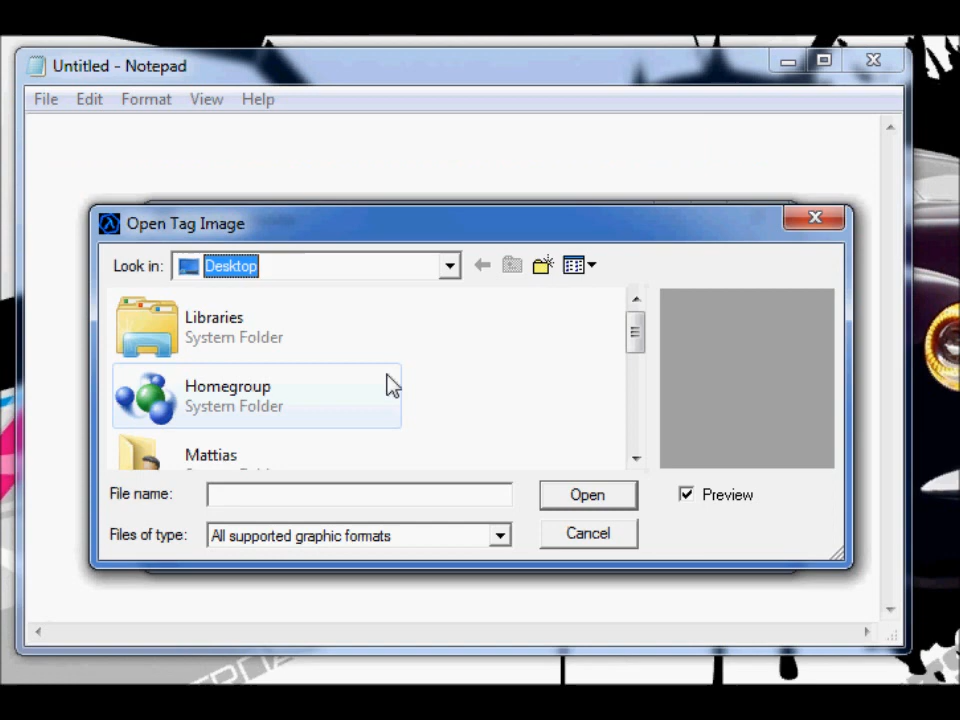 Untitled - Notepad
File Edit Format View Help
Open Tag Image
Look in: Desktop
Libraries
System Folder
Homegroup
System Folder
Mattias
File name: Open Preview
Files of type: All supported graphic formats Cancel